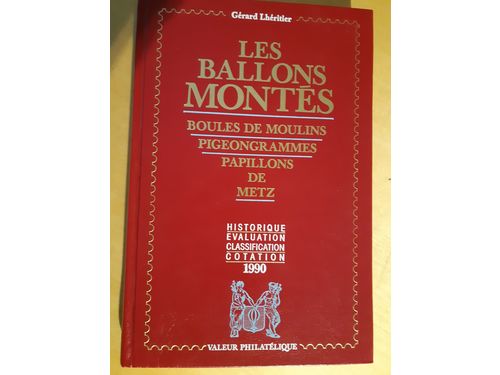 Gérard Lhéritier
LES
BALLONS
MONTÉS
BOULES DE MOULINS
PIGEONGRAMMES
PAPILLONS
DE
METZ
HISTORIQUE
EVALUATION
CLASSIFICATION
COTATION
1990
VALEUR PHILATÉLIQUE